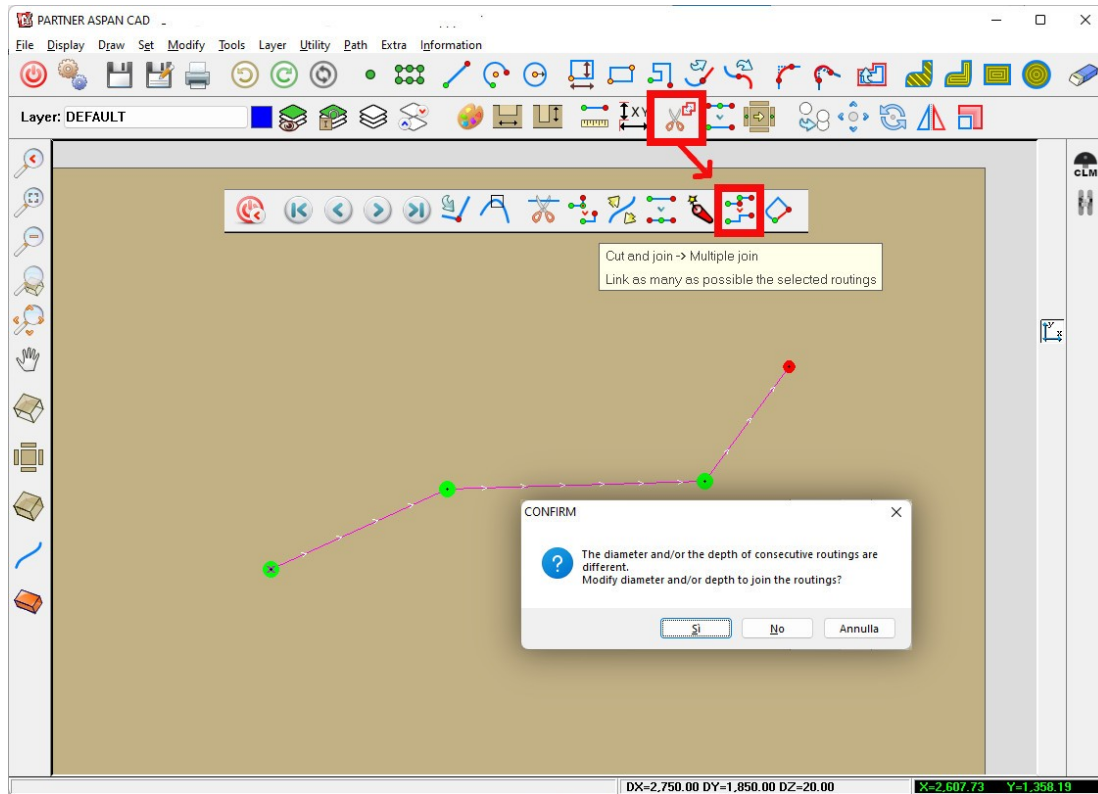 PARTNER ASPAN CAD -
File Display Draw Set Modify Tools Layer Utility Path Extra Information
Layer: DEFAULT
XY
CLM
Cut and join -> Multiple join
Link as many as possible the selected routings
Y
X
CONFIRM
The diameter and/or the depth of consecutive routings are
different.
Modify diameter and/or depth to join the routings?
Sì No Annulla
DX=2,750.00 DY=1,850.00 DZ=20.00 X=2,607.73 Y=1,358.19